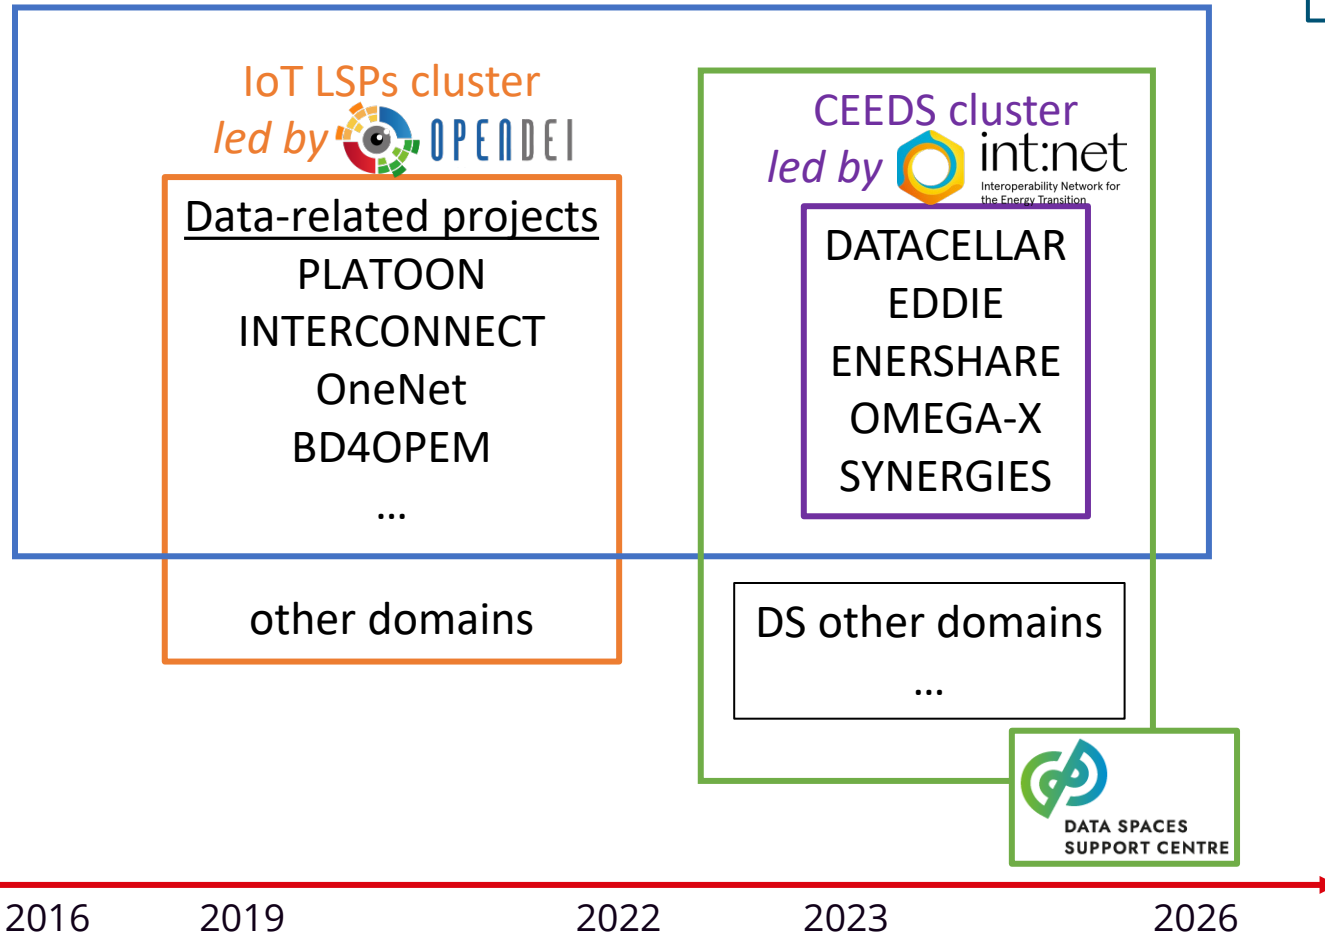 IoT LSPs cluster
led by OPENDEI
Data-related projects
PLATOON
INTERCONNECT
OneNet
BD4OPEM
...
other domains
CEEDS cluster
led by int:net
Interoperability Network for
the Energy Transition
DATACELLAR
EDDIE
ENERSHARE
OMEGA-X
SYNERGIES
DS other domains
...
DATA SPACES
SUPPORT CENTRE
2016 2019 2022 2023 2026